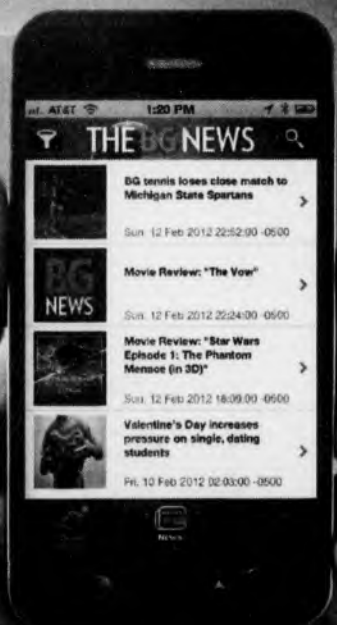 AT&T 1:20 PM
THE BG NEWS
BG tennis loses close match to
Michigan State Spartans
Sun, 12 Feb 2012 22:52:00 -0500
BG
NEWS
Movie Review: "The Vow"
Sun, 12 Feb 2012 22:24:00 -0500
Movie Review: "Star Wars
Episode 1: The Phantom
Menace (in 3D)"
Sun, 12 Feb 2012 18:09:00 -0500
Valentine's Day increases
pressure on single, dating
students
Fri, 10 Feb 2012 02:03:00 -0500
News